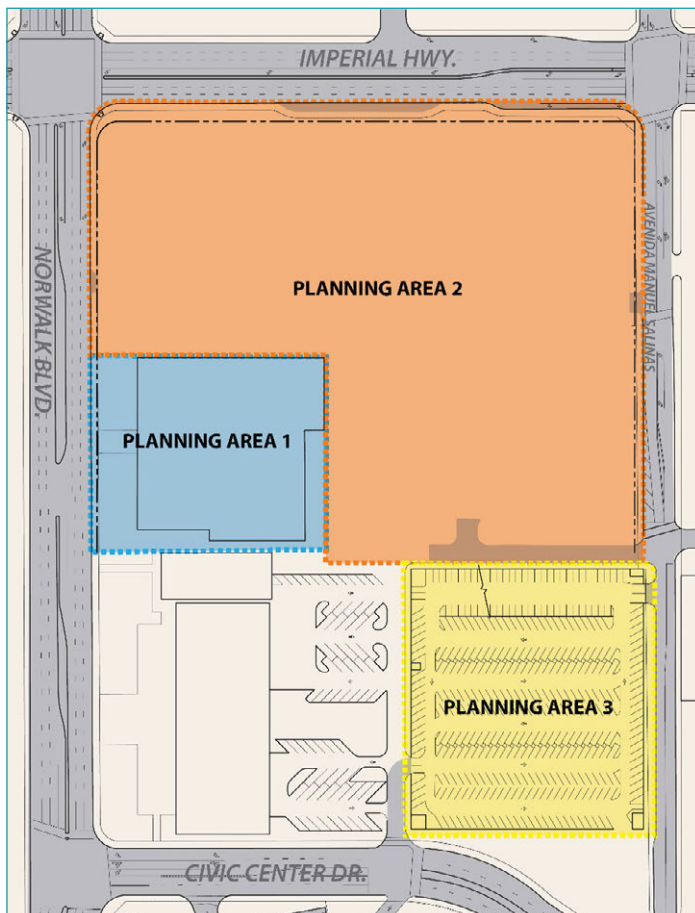 IMPERIAL HWY.
NORWALK BLVD.
AVENIDA MANUEL SALINAS
PLANNING AREA 2
PLANNING AREA 1
PLANNING AREA 3
CIVIC CENTER DR.